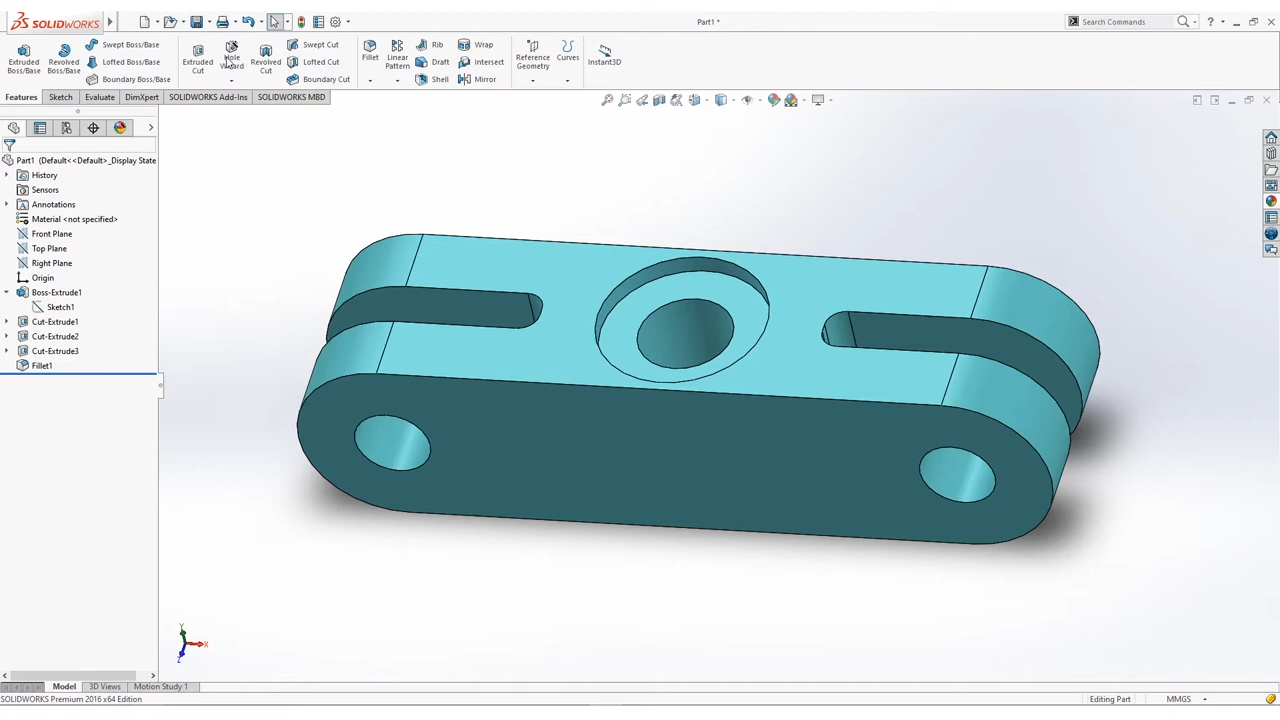 SOLIDWORKS
Part1 *
Search Commands
?
Extruded Boss/Base
Revolved Boss/Base
Swept Boss/Base
Lofted Boss/Base
Boundary Boss/Base
Extruded Cut
Hole Wizard
Revolved Cut
Swept Cut
Lofted Cut
Boundary Cut
Fillet
Linear Pattern
Rib
Draft
Shell
Wrap
Intersect
Mirror
Reference Geometry
Curves
Instant3D
Features
Sketch
Evaluate
DimXpert
SOLIDWORKS Add-Ins
SOLIDWORKS MBD
Part1 (Default<<Default>_Display State
History
Sensors
Annotations
Material <not specified>
Front Plane
Top Plane
Right Plane
Origin
Boss-Extrude1
Sketch1
Cut-Extrude1
Cut-Extrude2
Cut-Extrude3
Fillet1
Y
X
Z
Model
3D Views
Motion Study 1
SOLIDWORKS Premium 2016 x64 Edition
Editing Part
MMGS